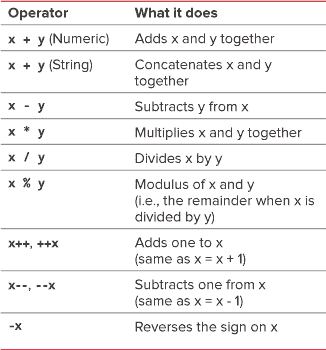 Operator What it does
x + y (Numeric) Adds x and y together
x + y (String) Concatenates x and y
together
x - y Subtracts y from x
x * y Multiplies x and y together
x / y Divides x by y
x % y Modulus of x and y
(i.e., the remainder when x is
divided by y)
x++, ++x Adds one to x
(same as x = x + 1)
x--, --x Subtracts one from x
(same as x = x - 1)
-x Reverses the sign on x